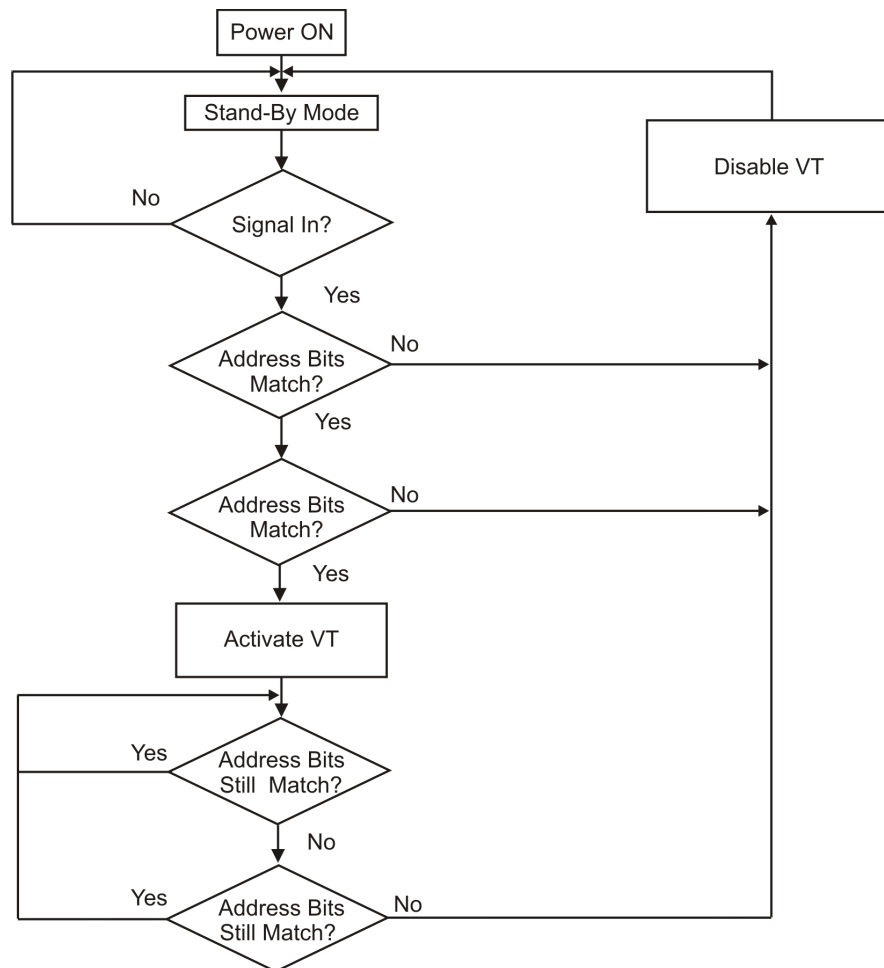 Power ON
Stand-By Mode
Disable VT
No
Signal In?
Yes
Address Bits
Match?
No
Yes
Address Bits
Match?
No
Yes
Activate VT
Yes
Address Bits
Still Match?
No
Yes
Address Bits
Still Match?
No